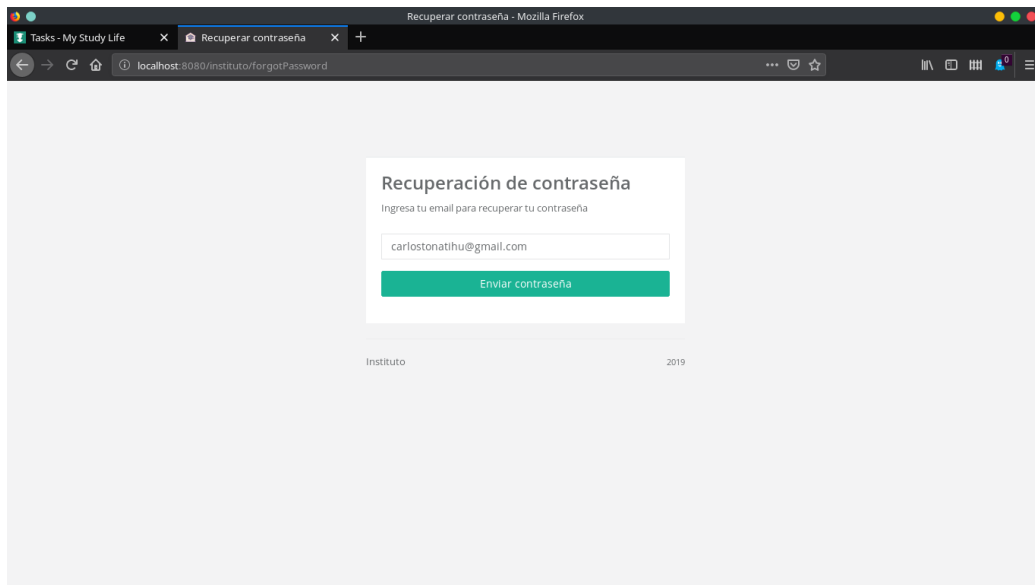 Recuperar contraseña - Mozilla Firefox
Tasks - My Study Life
Recuperar contraseña
localhost:8080/instituto/forgotPassword
0
Recuperación de contraseña
Ingresa tu email para recuperar tu contraseña
carlostonatihu@gmail.com
Enviar contraseña
Instituto 2019